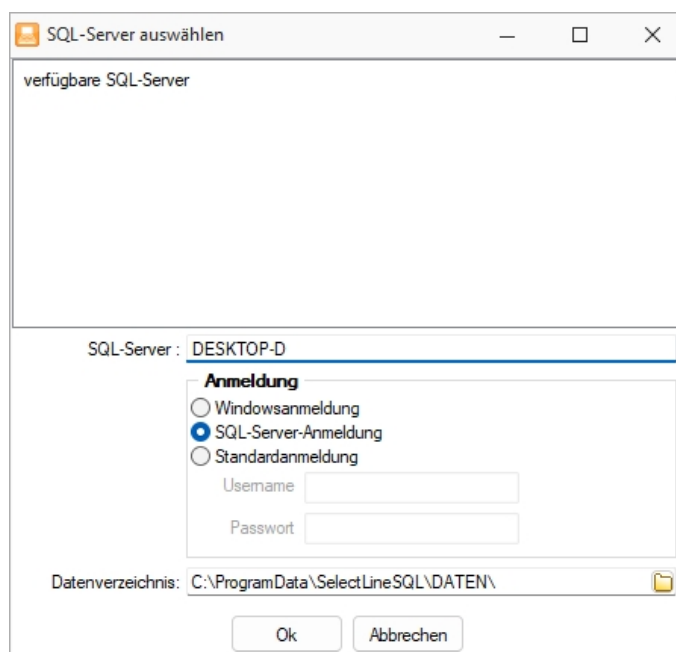 SQL-Server auswählen
verfügbare SQL-Server
SQL-Server : DESKTOP-D
Anmeldung
Windowsanmeldung
SQL-Server-Anmeldung
Standardanmeldung
Username
Passwort
Datenverzeichnis: C:\ProgramData\SelectLineSQL\DATEN\
Ok Abbrechen